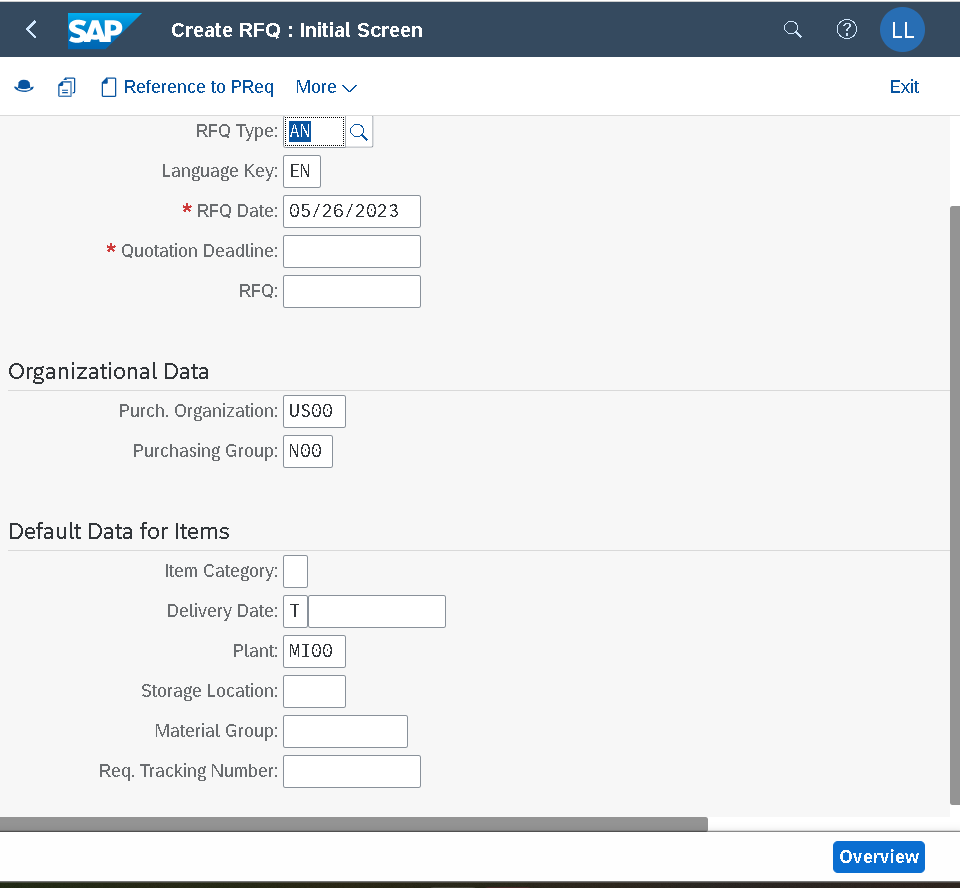 SAP Create RFQ : Initial Screen LL
Reference to PReq More Exit
RFQ Type: AN
Language Key: EN
* RFQ Date: 05/26/2023
* Quotation Deadline:
RFQ:
Organizational Data
Purch. Organization: US00
Purchasing Group: N00
Default Data for Items
Item Category:
Delivery Date: T
Plant: MI00
Storage Location:
Material Group:
Req. Tracking Number:
Overview